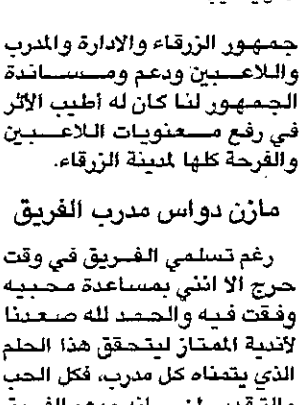 جمهور الزرقاء والادارة والمدرب
واللاعبين ودعم ومساندة
الجمهور لنا كان له أطيب الأثر
في رفع معنويات اللاعبين
والفرحة كلها لمدينة الزرقاء.
مازن دواس مدرب الفريق
رغم تسلمي الفريق في وقت
حرج الا انني بمساعدة محبيه
وفقت فيه والحمد لله صعدنا
لأندية الممتاز ليتحقق هذا الحلم
الذي يتمناه كل مدرب، فكل الحب